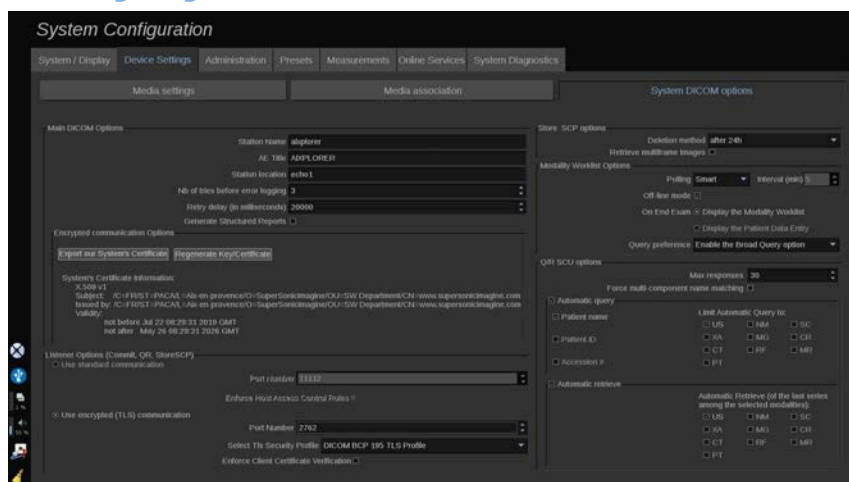 System Configuration
System / Display Device Settings Administration Presets Measurements Online Services System Diagnostics
Media settings Media association System DICOM options
Main DICOM Options
Station Name aixplorer
AE Title AIXPLORER
Station location echo1
Nb of tries before error logging 3
Retry delay (in milliseconds) 20000
Generate Structured Reports
Encrypted communication Options
Export our System's Certificate Regenerate Key/Certificate
System's Certificate Information:
X.509 v1
Subject: /C=FR/ST=PACA/L=Aix-en-provence/O=SuperSonicImagine/OU=SW Department/CN=www.supersonicimagine.com
Issued by: /C=FR/ST=PACA/L=Aix-en-provence/O=SuperSonicImagine/OU=SW Department/CN=www.supersonicimagine.com
Validity:
not before Jul 22 08:29:31 2019 GMT
not after May 26 08:29:31 2026 GMT
Listener Options (Commit, QR, StoreSCP)
Use standard communication
Port number 11112
Enforce Host Access Control Rules
Use encrypted (TLS) communication
Port Number 2762
Select Tls Security Profile DICOM BCP 195 TLS Profile
Enforce Client Certificate Verification
Store SCP options
Deletion method after 24h
Retrieve multiframe images
Modality Worklist Options
Polling Smart Interval (min) 5
Off-line mode
On End Exam Display the Modality Worklist
Display the Patient Data Entry
Query preference Enable the Broad Query option
Q/R SCU options
Max responses 30
Force multi-component name matching
Automatic query
Limit Automatic Query to:
Patient name US NM SC
Patient ID XA MG CR
CT RF MR
Accession # PT
Automatic retrieve
Automatic Retrieve (of the last series
among the selected modalities):
US NM SC
XA MG CR
CT RF MR
PT